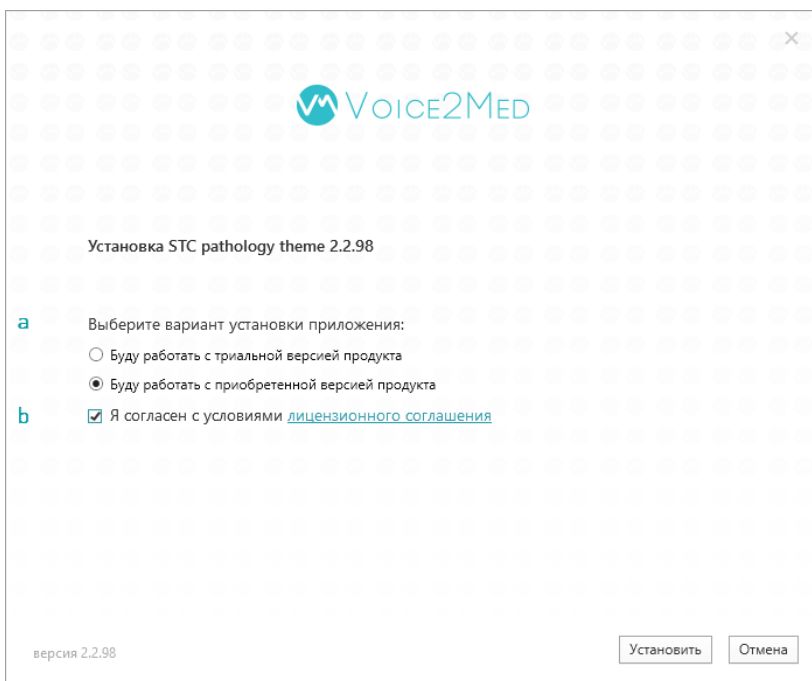 VOICE2MED
Установка STC pathology theme 2.2.98
a
Выберите вариант установки приложения:
Буду работать с триальной версией продукта
Буду работать с приобретенной версией продукта
b
Я согласен с условиями лицензионного соглашения
версия 2.2.98
Установить
Отмена